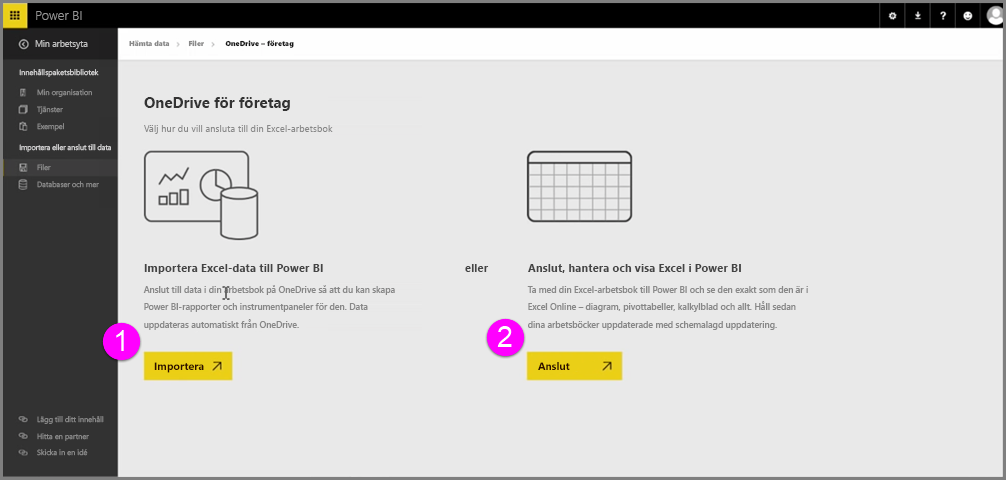 Power BI
?
Min arbetsyta
Hämta data > Filer > OneDrive – företag
Innehållspaketsbibliotek
Min organisation
Tjänster
Exempel
Importera eller anslut till data
Filer
Databaser och mer
OneDrive för företag
Välj hur du vill ansluta till din Excel-arbetsbok
Importera Excel-data till Power BI
Anslut till data i din arbetsbok på OneDrive så att du kan skapa
Power BI-rapporter och instrumentpaneler för den. Data
uppdateras automatiskt från OneDrive.
1
Importera
eller
Anslut, hantera och visa Excel i Power BI
Ta med din Excel-arbetsbok till Power BI och se den exakt som den är i
Excel Online – diagram, pivottabeller, kalkylblad och allt. Håll sedan
dina arbetsböcker uppdaterade med schemalagd uppdatering.
2
Anslut
Lägg till ditt innehåll
Hitta en partner
Skicka in en idé